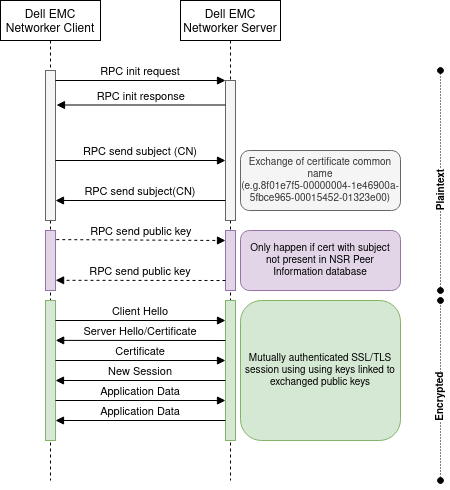 Dell EMC
Networker Client
Dell EMC
Networker Server
RPC init request
RPC init response
RPC send subject (CN)
RPC send subject(CN)
Exchange of certificate common
name
(e.g.8f01e7f5-00000004-1e46900a-
5fbce965-00015452-01323e00)
Plaintext
RPC send public key
RPC send public key
Only happen if cert with subject
not present in NSR Peer
Information database
Client Hello
Server Hello/Certificate
Certificate
New Session
Application Data
Application Data
Mutually authenticated SSL/TLS
session using using keys linked to
exchanged public keys
Encrypted